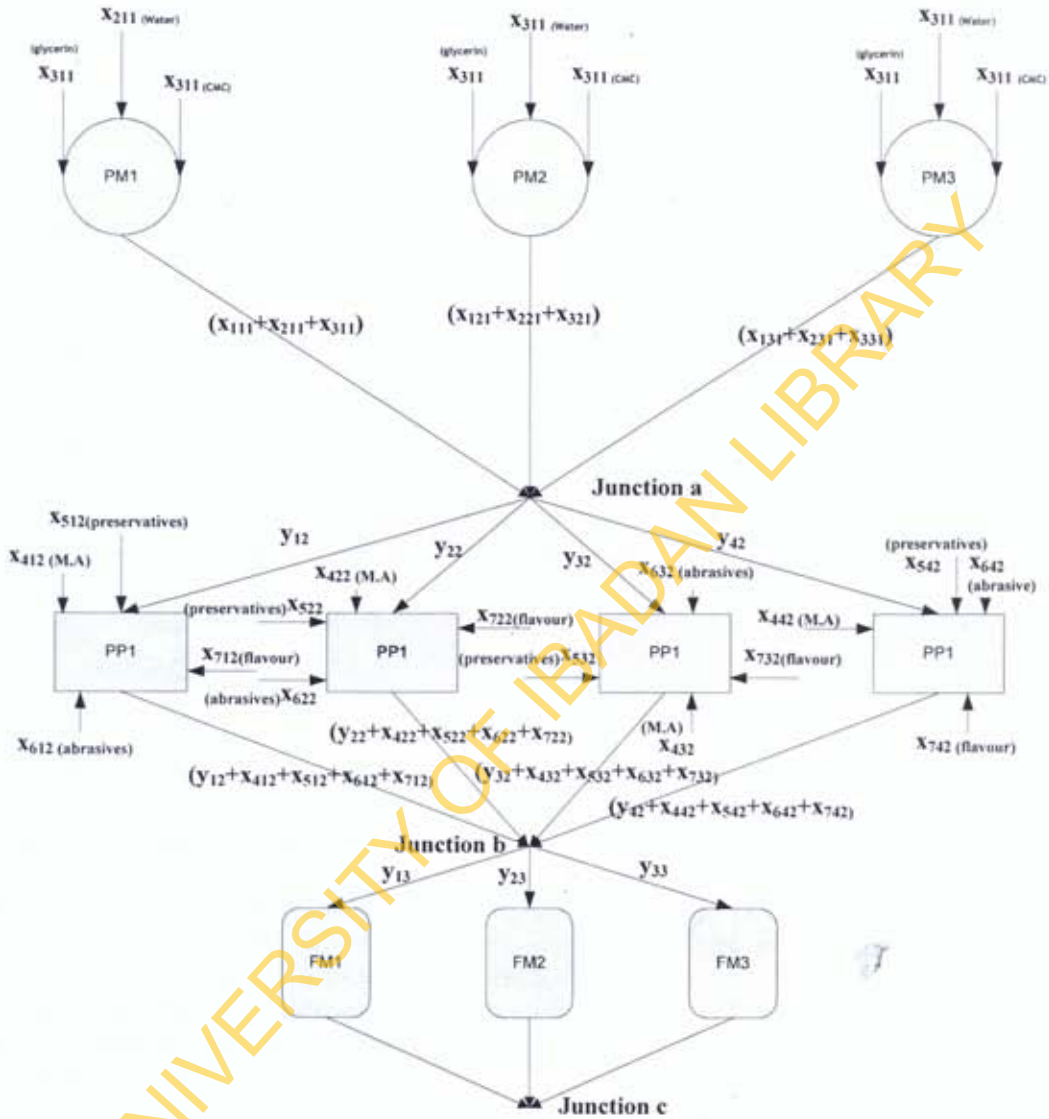 x211 (Water)
x311 (Water)
x311 (Water)
(glycerin)
x311
x311 (CMC)
(glycerin)
x311
x311 (CMC)
(glycerin)
x311
x311 (CMC)
PM1
PM2
PM3
(x111+x211+x311)
(x121+x221+x321)
(x131+x231+x331)
Junction a
x512(preservatives)
y12
y22
y32
y42
x412 (M.A)
x422 (M.A)
x632 (abrasives)
(preservatives)
x542
x642
(abrasive)
(preservatives)x522
x722(flavour)
x442 (M.A)
PP1
PP1
PP1
PP1
x712(flavour)
(preservatives)x532
x732(flavour)
(abrasives)x622
x612 (abrasives)
(y22+x422+x522+x622+x722)
(M.A)
x432
x742 (flavour)
(y12+x412+x512+x612+x712)
(y32+x432+x532+x632+x732)
(y42+x442+x542+x642+x742)
Junction b
y13
y23
y33
FM1
FM2
FM3
Junction c
UNIVERSITY OF IBADAN LIBRARY